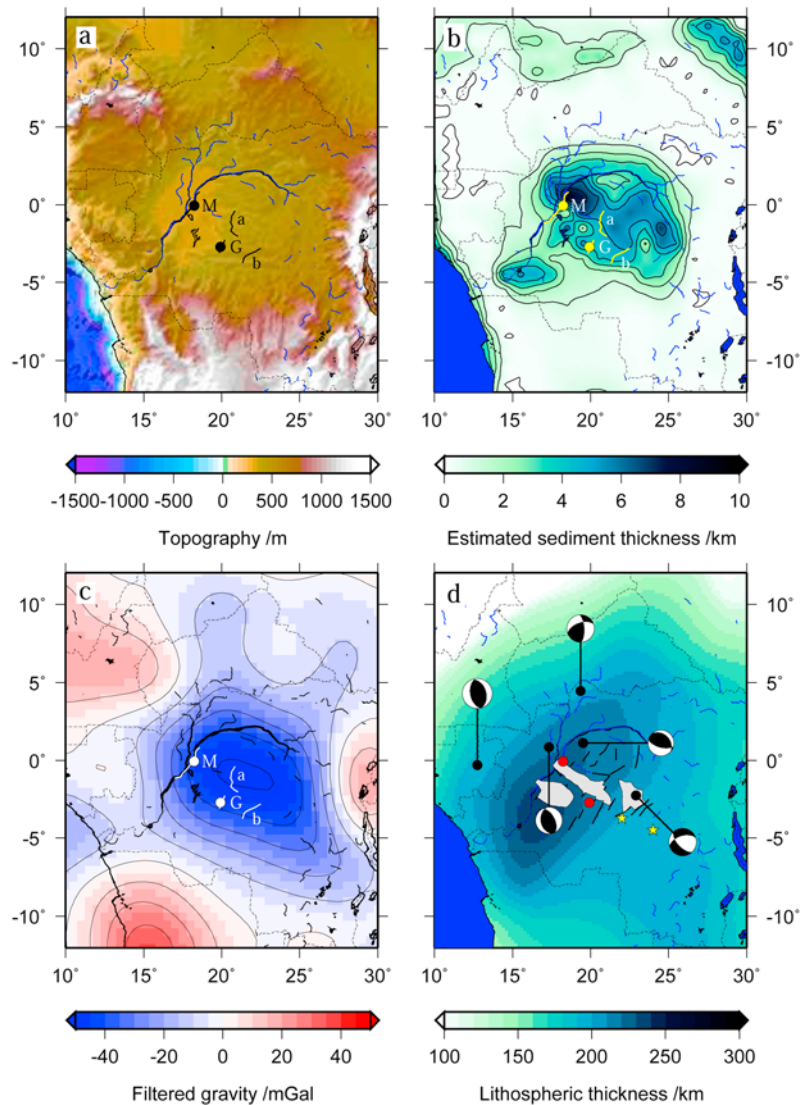 a
b
10˚
5˚
0˚
-5˚
-10˚
M
a
G
b
10˚
5˚
0˚
-5˚
-10˚
M
a
G
b
10˚ 15˚ 20˚ 25˚ 30˚
10˚ 15˚ 20˚ 25˚ 30˚
-1500 -1000 -500 0 500 1000 1500
0 2 4 6 8 10
Topography /m
Estimated sediment thickness /km
c
d
10˚
5˚
0˚
-5˚
-10˚
M
a
G
b
10˚
5˚
0˚
-5˚
-10˚
10˚ 15˚ 20˚ 25˚ 30˚
10˚ 15˚ 20˚ 25˚ 30˚
-40 -20 0 20 40
100 150 200 250 300
Filtered gravity /mGal
Lithospheric thickness /km